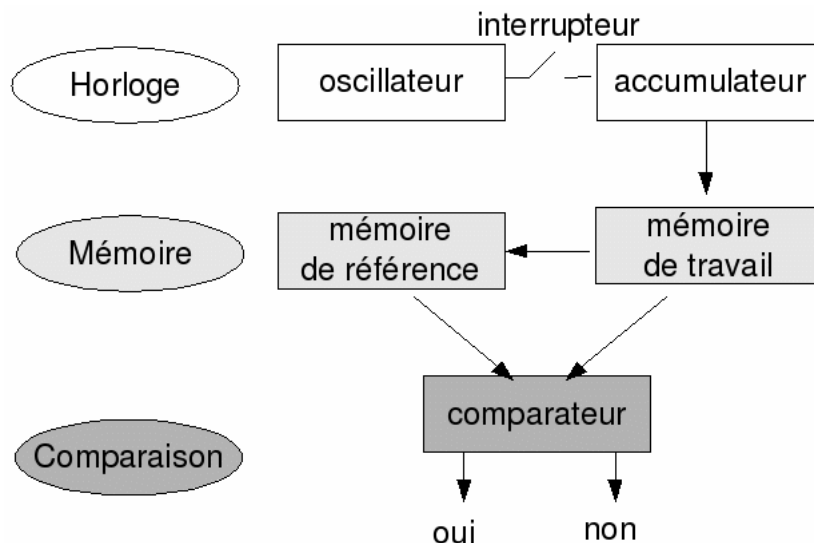 interrupteur
Horloge
oscillateur
accumulateur
Mémoire
mémoire
de référence
mémoire
de travail
comparateur
Comparaison
oui
non